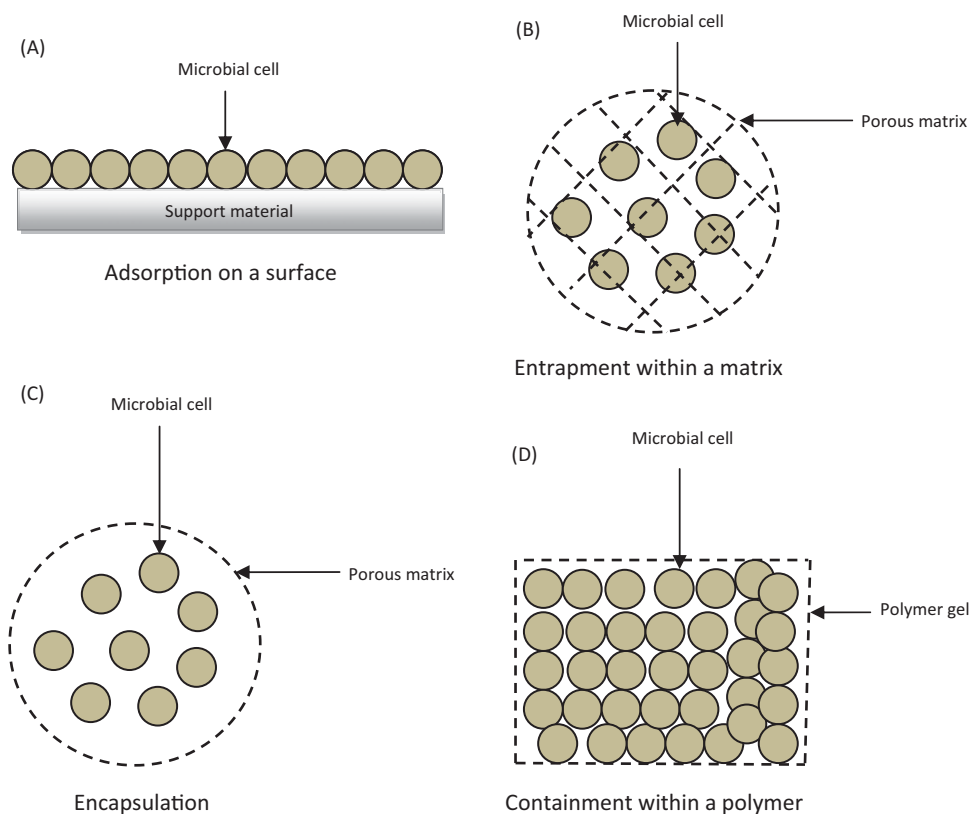 (A)
Microbial cell
Support material
Adsorption on a surface
(B)
Microbial cell
Porous matrix
Entrapment within a matrix
(C)
Microbial cell
Porous matrix
Encapsulation
(D)
Microbial cell
Polymer gel
Containment within a polymer